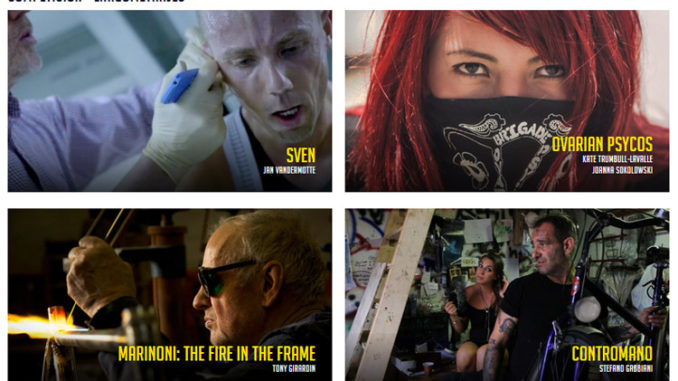 SVEN
JAN VANDERMOTTE
BRIGADE
OVARIAN PSYCOS
KATE TRUMBULL-LAVALLE
JOANNA SOKOLOWSKI
MARINONI: THE FIRE IN THE FRAME
TONY GIRARDIN
CONTROMANO
STEFANO GABBIANI